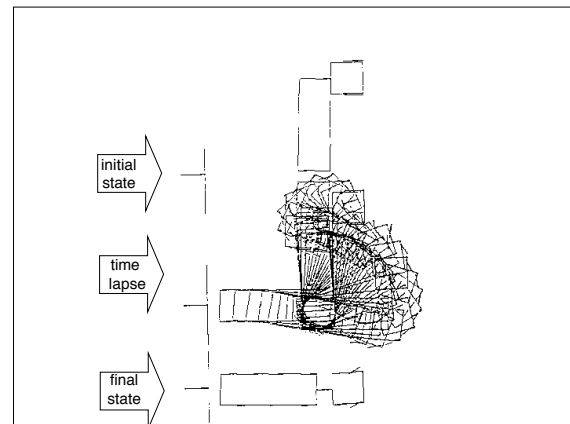 initial
state
time
lapse
final
state